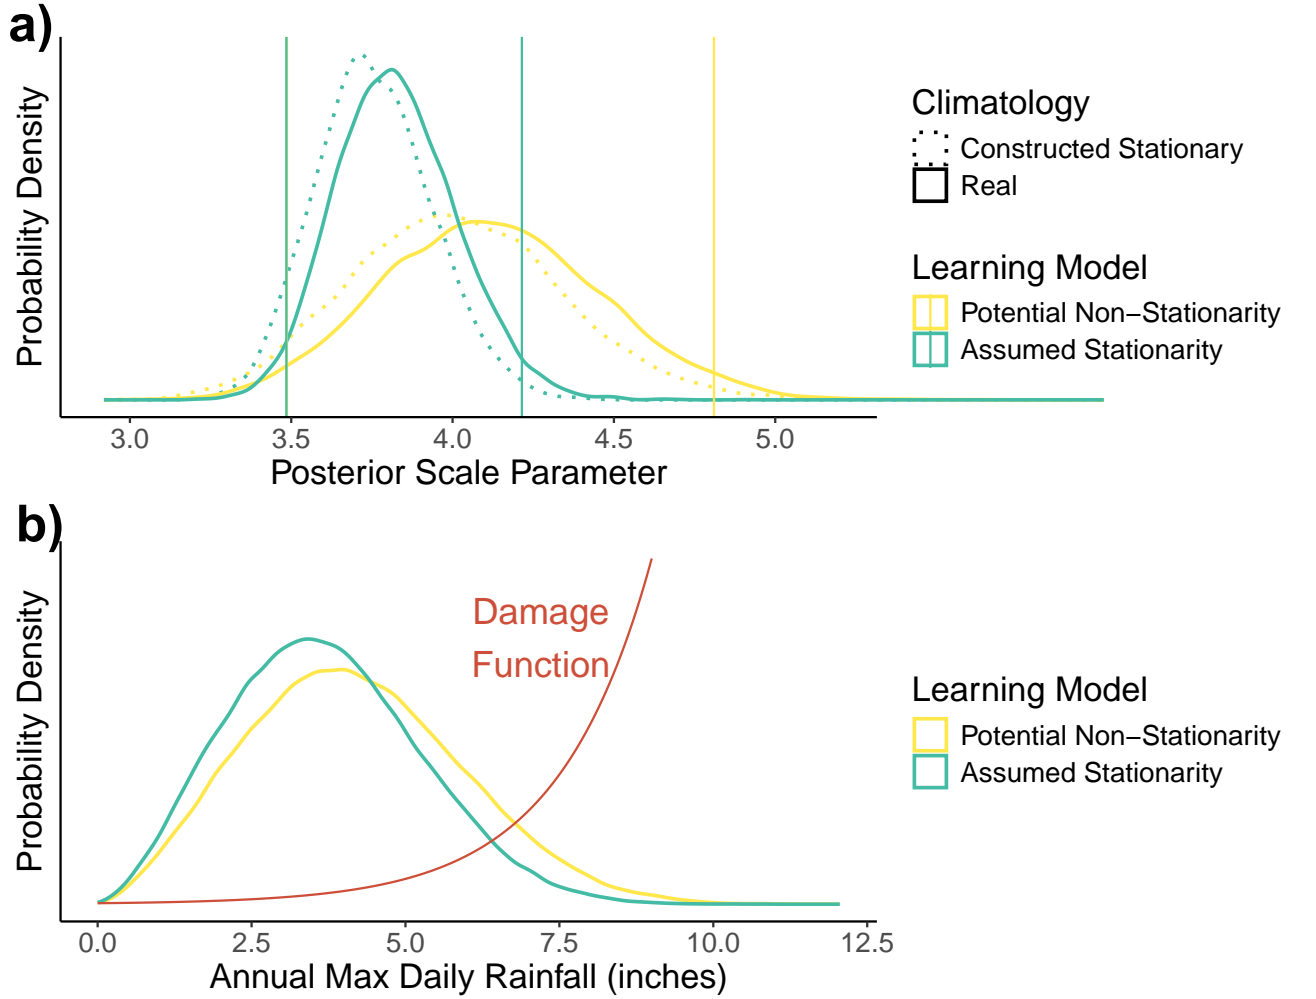 a)
Probability Density
3.0 3.5 4.0 4.5 5.0
Posterior Scale Parameter
Climatology
Constructed Stationary
Real
Learning Model
Potential Non−Stationarity
Assumed Stationarity
b)
Probability Density
Damage
Function
0.0 2.5 5.0 7.5 10.0 12.5
Annual Max Daily Rainfall (inches)
Learning Model
Potential Non−Stationarity
Assumed Stationarity